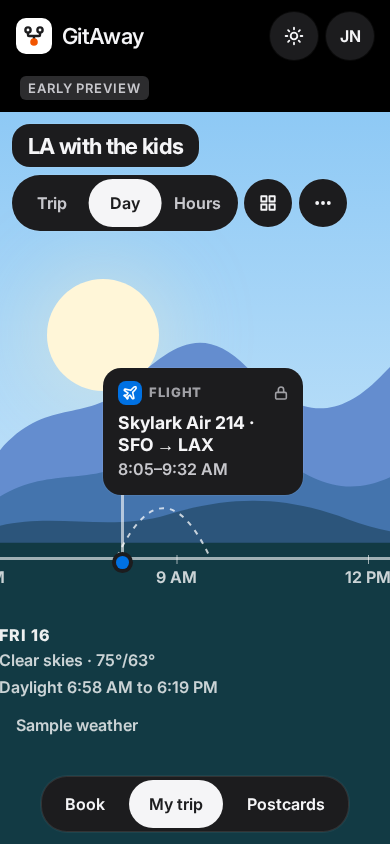 GitAway
JN
EARLY PREVIEW
LA with the kids
Trip
Day
Hours
FLIGHT
Skylark Air 214 ·
SFO → LAX
8:05–9:32 AM
9 AM
12 PM
FRI 16
Clear skies · 75°/63°
Daylight 6:58 AM to 6:19 PM
Sample weather
Book
My trip
Postcards